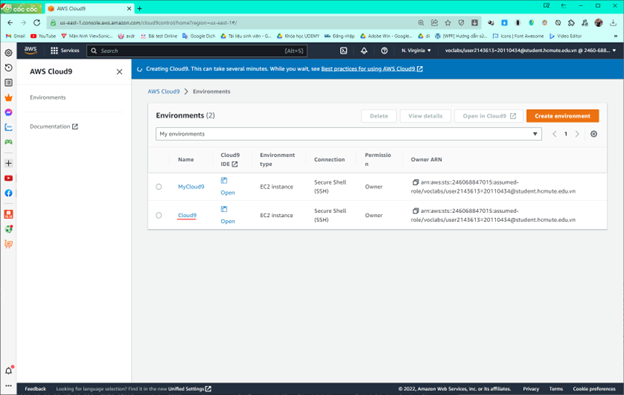 cốc cốc
AWS Cloud9
us-east-1.console.aws.amazon.com/cloud9control/home?region=us-east-1#/
Gmail
YouTube
Màn hình ViewSonic...
avdr
Bài test Online
Google Dịch
Tài liệu sinh viên - G...
khóa học UDEMY
Đăng nhập
Adobe Win - Google...
AI
[WPF] Hướng dẫn sử...
Icons | Font Awesome
Video Editor
aws
Services
Search
[Alt+S]
N. Virginia
voclabs/user2143613=20110434@student.hcmute.edu.vn @ 2460-688...
AWS Cloud9
Environments
Documentation
Creating Cloud9. This can take several minutes. While you wait, see Best practices for using AWS Cloud9
AWS Cloud9 > Environments
Environments (2)
Delete
View details
Open in Cloud9
Create environment
My environments
1
Name
Cloud9 IDE
Environment type
Connection
Permission
Owner ARN
MyCloud9
Open
EC2 instance
Secure Shell (SSH)
Owner
arn:aws:sts::246068847015:assumed-role/voclabs/user2143613=20110434@student.hcmute.edu.vn
Cloud9
Open
EC2 instance
Secure Shell (SSH)
Owner
arn:aws:sts::246068847015:assumed-role/voclabs/user2143613=20110434@student.hcmute.edu.vn
Feedback
Looking for language selection? Find it in the new Unified Settings
© 2022, Amazon Web Services, Inc. or its affiliates.
Privacy
Terms
Cookie preferences